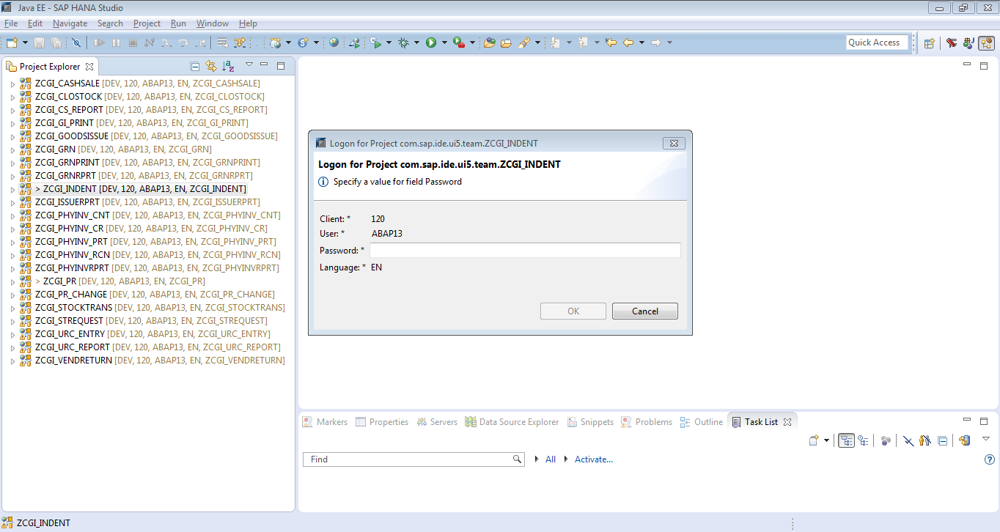 Java EE - SAP HANA Studio
File Edit Navigate Search Project Run Window Help
Quick Access
Project Explorer
ZCGI_CASHSALE [DEV, 120, ABAP13, EN, ZCGI_CASHSALE]
ZCGI_CLOSTOCK [DEV, 120, ABAP13, EN, ZCGI_CLOSTOCK]
ZCGI_CS_REPORT [DEV, 120, ABAP13, EN, ZCGI_CS_REPORT]
ZCGI_GI_PRINT [DEV, 120, ABAP13, EN, ZCGI_GI_PRINT]
ZCGI_GOODSISSUE [DEV, 120, ABAP13, EN, ZCGI_GOODSISSUE]
ZCGI_GRN [DEV, 120, ABAP13, EN, ZCGI_GRN]
ZCGI_GRNPRINT [DEV, 120, ABAP13, EN, ZCGI_GRNPRINT]
ZCGI_GRNRPRT [DEV, 120, ABAP13, EN, ZCGI_GRNRPRT]
> ZCGI_INDENT [DEV, 120, ABAP13, EN, ZCGI_INDENT]
ZCGI_ISSUERPRT [DEV, 120, ABAP13, EN, ZCGI_ISSUERPRT]
ZCGI_PHYINV_CNT [DEV, 120, ABAP13, EN, ZCGI_PHYINV_CNT]
ZCGI_PHYINV_CR [DEV, 120, ABAP13, EN, ZCGI_PHYINV_CR]
ZCGI_PHYINV_PRT [DEV, 120, ABAP13, EN, ZCGI_PHYINV_PRT]
ZCGI_PHYINV_RCN [DEV, 120, ABAP13, EN, ZCGI_PHYINV_RCN]
ZCGI_PHYINVRPRT [DEV, 120, ABAP13, EN, ZCGI_PHYINVRPRT]
> ZCGI_PR [DEV, 120, ABAP13, EN, ZCGI_PR]
ZCGI_PR_CHANGE [DEV, 120, ABAP13, EN, ZCGI_PR_CHANGE]
ZCGI_STOCKTRANS [DEV, 120, ABAP13, EN, ZCGI_STOCKTRANS]
ZCGI_STREQUEST [DEV, 120, ABAP13, EN, ZCGI_STREQUEST]
ZCGI_URC_ENTRY [DEV, 120, ABAP13, EN, ZCGI_URC_ENTRY]
ZCGI_URC_REPORT [DEV, 120, ABAP13, EN, ZCGI_URC_REPORT]
ZCGI_VENDRETURN [DEV, 120, ABAP13, EN, ZCGI_VENDRETURN]
Logon for Project com.sap.ide.ui5.team.ZCGI_INDENT
Logon for Project com.sap.ide.ui5.team.ZCGI_INDENT
Specify a value for field Password
Client: * 120
User: * ABAP13
Password: *
Language: * EN
OK Cancel
Markers Properties Servers Data Source Explorer Snippets Problems Outline Task List
Find All Activate...
ZCGI_INDENT